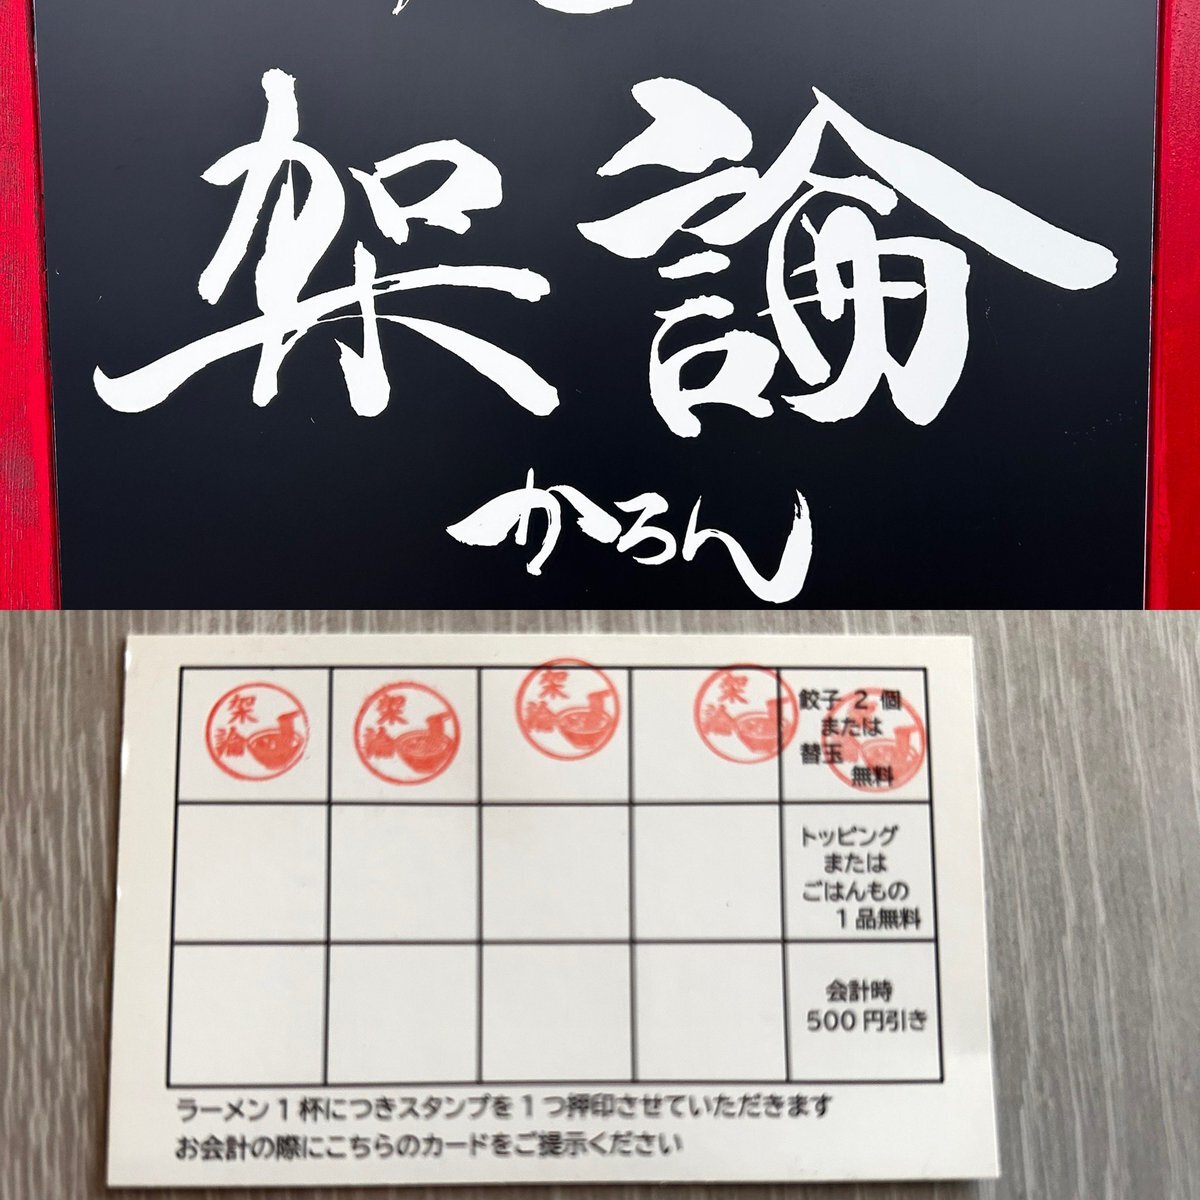 架論
かろん
架論
架論
架論
架論
餃子 2 個
または
替玉
無料
トッピング
または
ごはんもの
1品無料
会計時
500円引き
ラーメン1杯につきスタンプを1つ押印させていただきます
お会計の際にこちらのカードをご提示ください